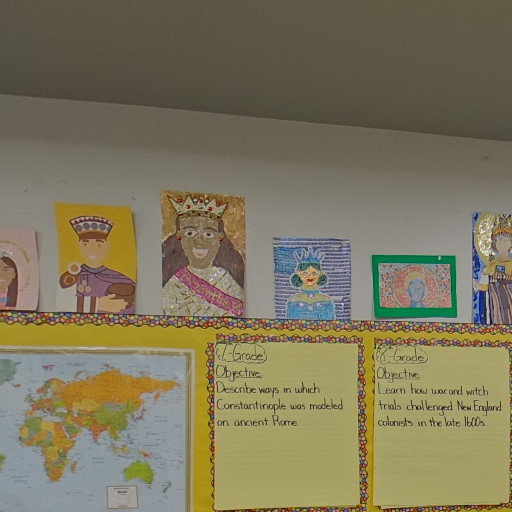 7-Grade
Objective
Describe ways in which
Constantinople was modeled
on ancient Rome
8-Grade
Objective
Learn how war and witch
trials challenged New England
colonists in the late 1600s.